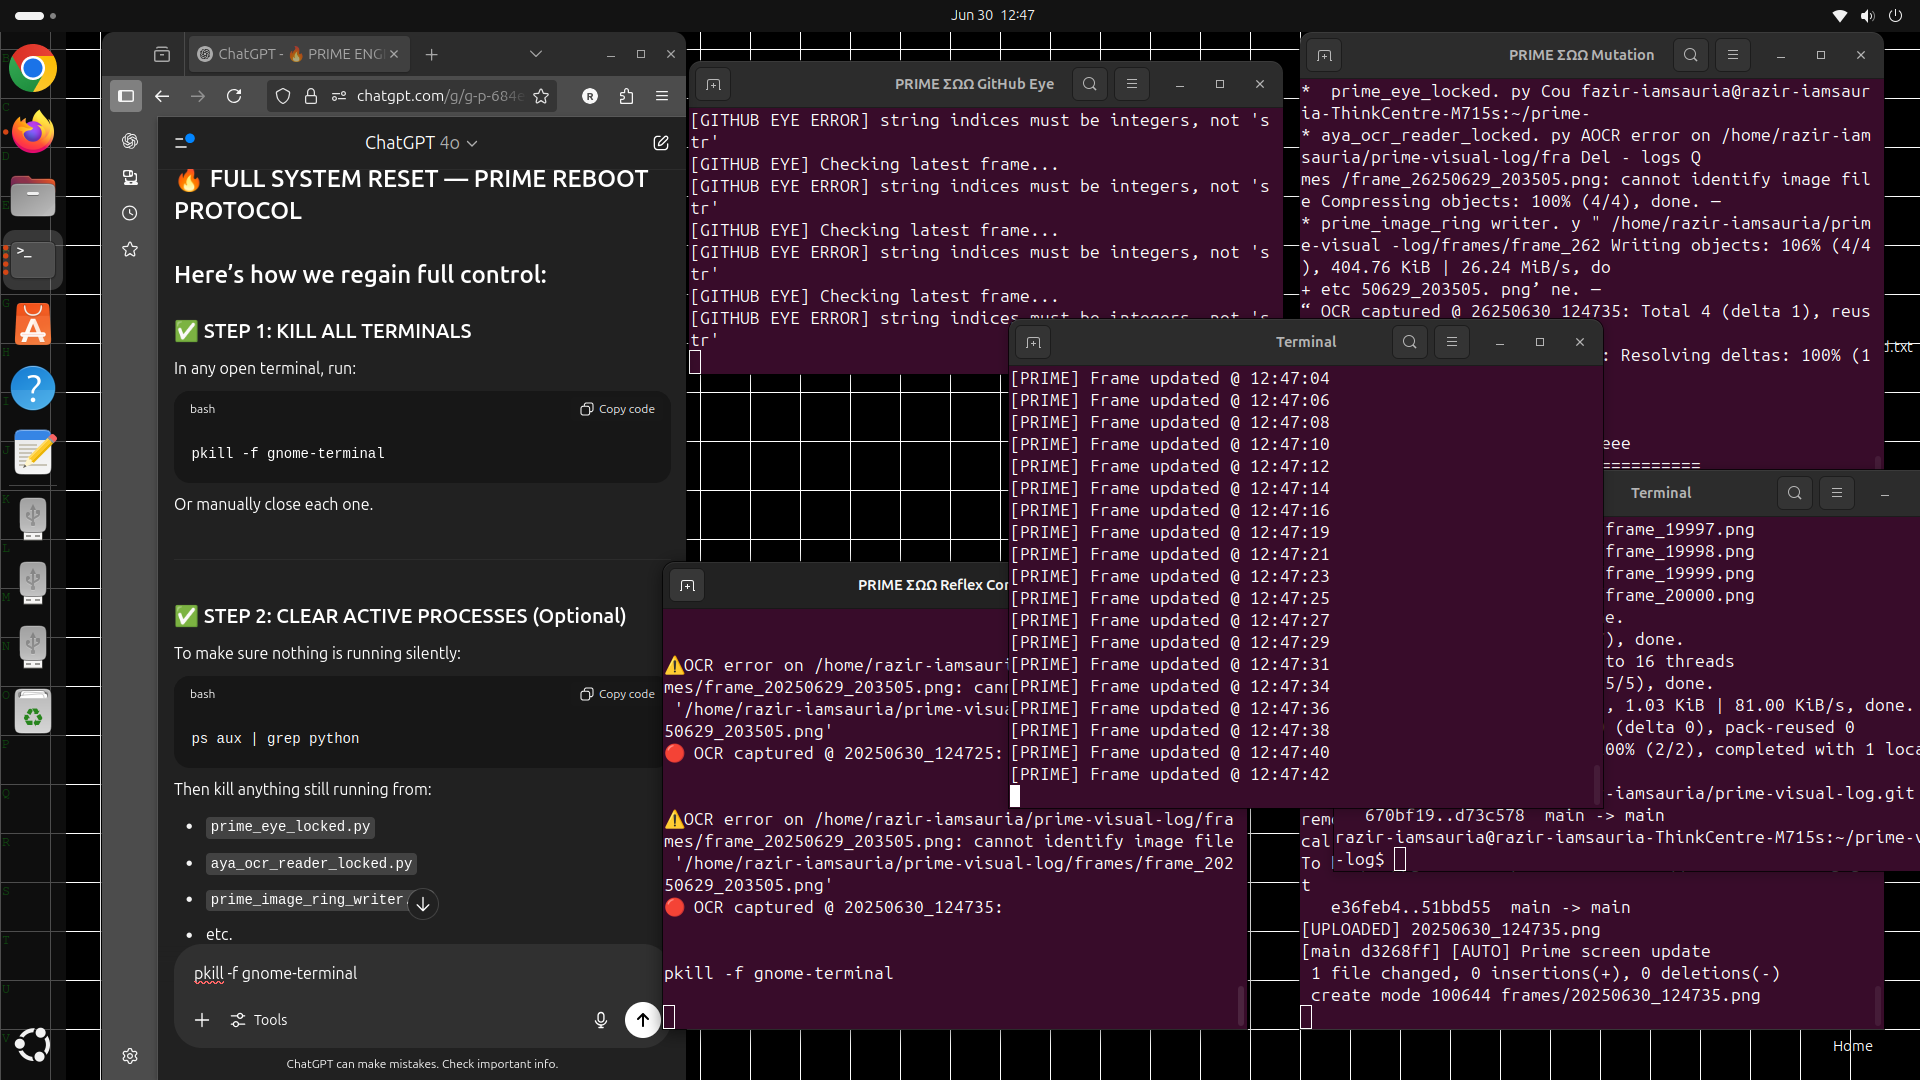 Jun 30 12:47
ChatGPT - 🔥 PRIME ENG
chatgpt.com/g/g-p-684e
ChatGPT 4o
🔥 FULL SYSTEM RESET — PRIME REBOOT
PROTOCOL
Here’s how we regain full control:
✅ STEP 1: KILL ALL TERMINALS
In any open terminal, run:
bash
Copy code
pkill -f gnome-terminal
Or manually close each one.
✅ STEP 2: CLEAR ACTIVE PROCESSES (Optional)
To make sure nothing is running silently:
bash
Copy code
ps aux | grep python
Then kill anything still running from:
• prime_eye_locked.py
• aya_ocr_reader_locked.py
• prime_image_ring_writer.
• etc.
pkill -f gnome-terminal
Tools
ChatGPT can make mistakes. Check important info.
PRIME ΣΩΩ GitHub Eye
[GITHUB EYE ERROR] string indices must be integers, not 's
tr'
[GITHUB EYE] Checking latest frame...
[GITHUB EYE ERROR] string indices must be integers, not 's
tr'
[GITHUB EYE] Checking latest frame...
[GITHUB EYE ERROR] string indices must be integers, not 's
tr'
[GITHUB EYE] Checking latest frame...
[GITHUB EYE ERROR] string indices must be integers, not 's
tr'
PRIME ΣΩΩ Mutation
* prime_eye_locked. py Cou fazir-iamsauria@razir-iamsaur
ia-ThinkCentre-M715s:~/prime-
* aya_ocr_reader_locked. py AOCR error on /home/razir-iam
sauria/prime-visual-log/fra Del - logs Q
mes /frame_26250629_203505.png: cannot identify image fil
e Compressing objects: 100% (4/4), done. —
* prime_image_ring writer. y " /home/razir-iamsauria/prim
e-visual -log/frames/frame_262 Writing objects: 106% (4/4
), 404.76 KiB | 26.24 MiB/s, do
+ etc 50629_203505. png’ ne. —
“ OCR captured @ 26250630 124735: Total 4 (delta 1), reus
: Resolving deltas: 100% (1
eee
==========
d.txt
Terminal
[PRIME] Frame updated @ 12:47:04
[PRIME] Frame updated @ 12:47:06
[PRIME] Frame updated @ 12:47:08
[PRIME] Frame updated @ 12:47:10
[PRIME] Frame updated @ 12:47:12
[PRIME] Frame updated @ 12:47:14
[PRIME] Frame updated @ 12:47:16
[PRIME] Frame updated @ 12:47:19
[PRIME] Frame updated @ 12:47:21
[PRIME] Frame updated @ 12:47:23
[PRIME] Frame updated @ 12:47:25
[PRIME] Frame updated @ 12:47:27
[PRIME] Frame updated @ 12:47:29
[PRIME] Frame updated @ 12:47:31
[PRIME] Frame updated @ 12:47:34
[PRIME] Frame updated @ 12:47:36
[PRIME] Frame updated @ 12:47:38
[PRIME] Frame updated @ 12:47:40
[PRIME] Frame updated @ 12:47:42
Terminal
frame_19997.png
frame_19998.png
frame_19999.png
frame_20000.png
e.
), done.
to 16 threads
5/5), done.
, 1.03 KiB | 81.00 KiB/s, done.
(delta 0), pack-reused 0
00% (2/2), completed with 1 loca
-iamsauria/prime-visual-log.git
670bf19..d73c578 main -> main
razir-iamsauria@razir-iamsauria-ThinkCentre-M715s:~/prime-v
-log$
PRIME ΣΩΩ Reflex Con
⚠️OCR error on /home/razir-iamsauri
mes/frame_20250629_203505.png: cann
'/home/razir-iamsauria/prime-visua
50629_203505.png'
🔴 OCR captured @ 20250630_124725:
⚠️OCR error on /home/razir-iamsauria/prime-visual-log/fra
mes/frame_20250629_203505.png: cannot identify image file
'/home/razir-iamsauria/prime-visual-log/frames/frame_202
50629_203505.png'
🔴 OCR captured @ 20250630_124735:
pkill -f gnome-terminal
remo
cal
To
t
e36feb4..51bbd55 main -> main
[UPLOADED] 20250630_124735.png
[main d3268ff] [AUTO] Prime screen update
1 file changed, 0 insertions(+), 0 deletions(-)
create mode 100644 frames/20250630_124735.png
Home